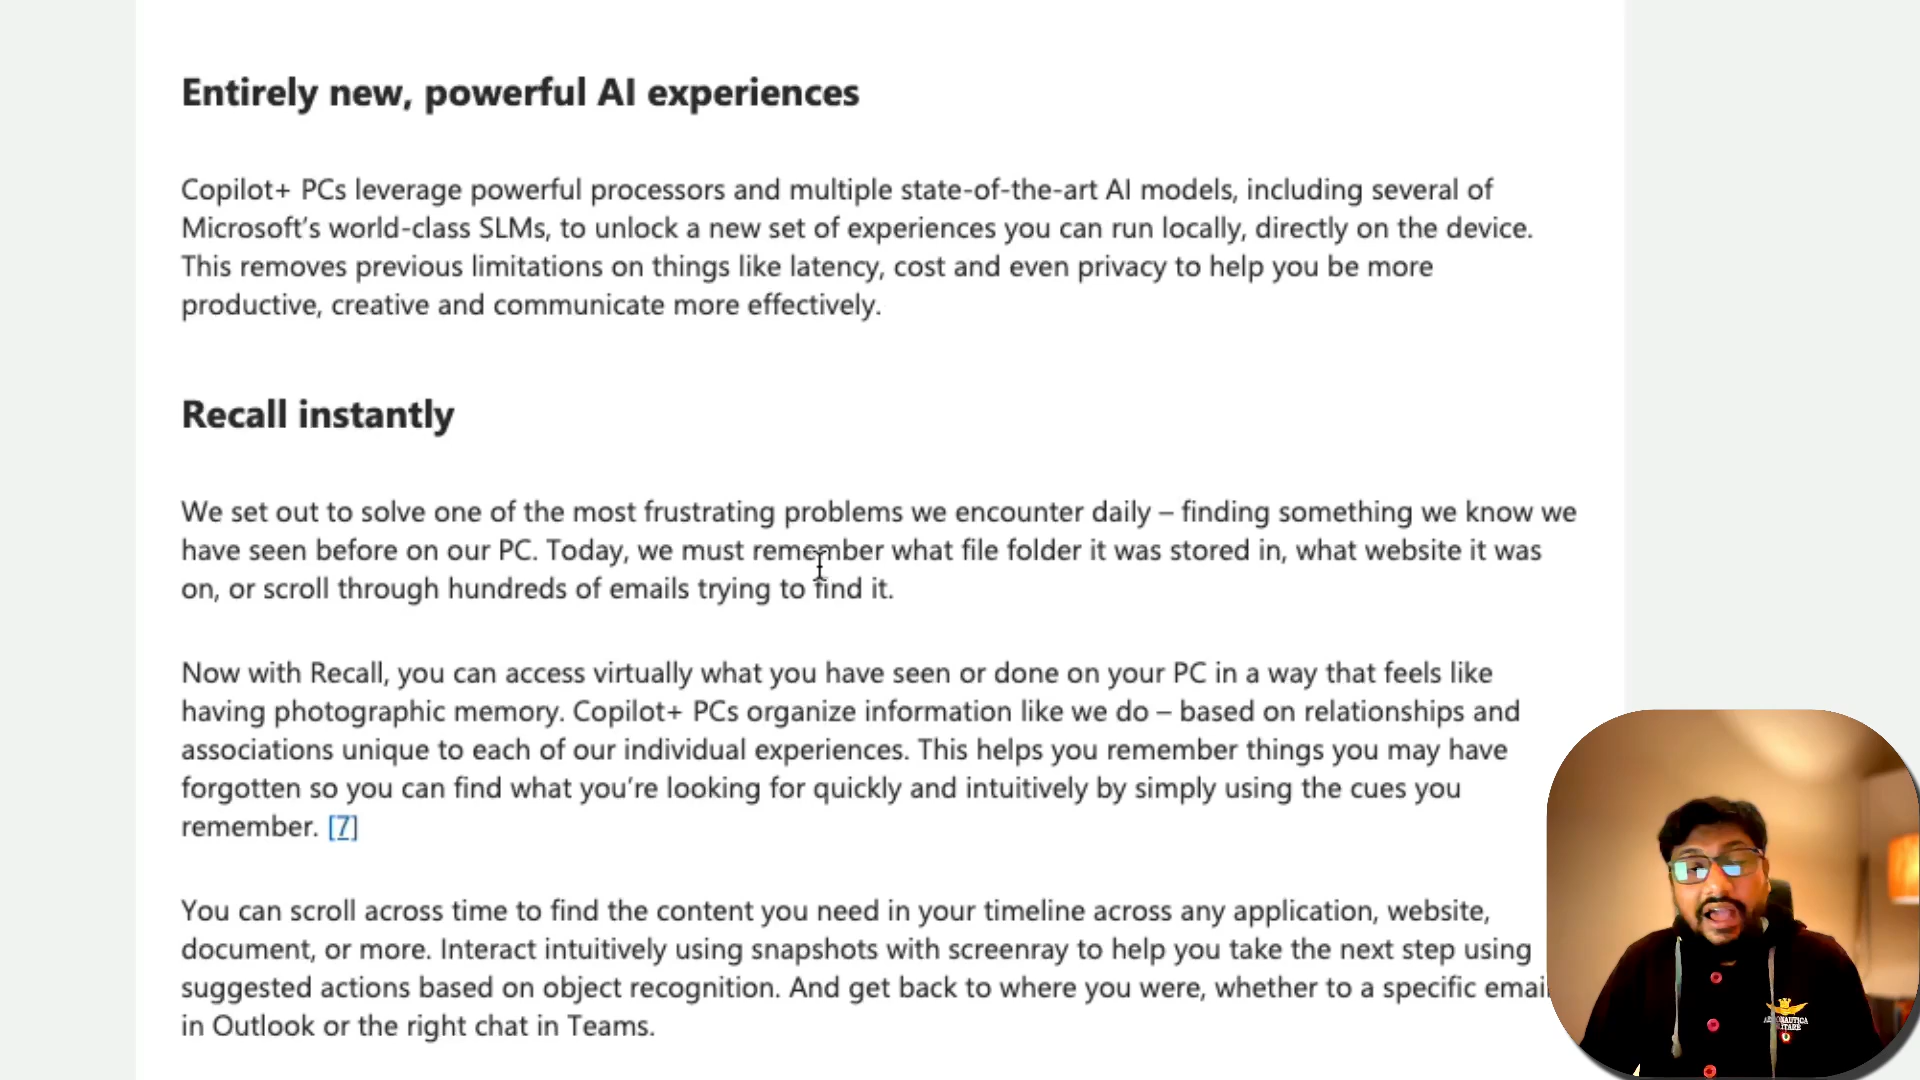 Entirely new, powerful AI experiences
Copilot+ PCs leverage powerful processors and multiple state-of-the-art AI models, including several of
Microsoft’s world-class SLMs, to unlock a new set of experiences you can run locally, directly on the device.
This removes previous limitations on things like latency, cost and even privacy to help you be more
productive, creative and communicate more effectively.
Recall instantly
We set out to solve one of the most frustrating problems we encounter daily – finding something we know we
have seen before on our PC. Today, we must remember what file folder it was stored in, what website it was
on, or scroll through hundreds of emails trying to find it.
Now with Recall, you can access virtually what you have seen or done on your PC in a way that feels like
having photographic memory. Copilot+ PCs organize information like we do – based on relationships and
associations unique to each of our individual experiences. This helps you remember things you may have
forgotten so you can find what you’re looking for quickly and intuitively by simply using the cues you
remember. [7]
You can scroll across time to find the content you need in your timeline across any application, website,
document, or more. Interact intuitively using snapshots with screenray to help you take the next step using
suggested actions based on object recognition. And get back to where you were, whether to a specific email
in Outlook or the right chat in Teams.